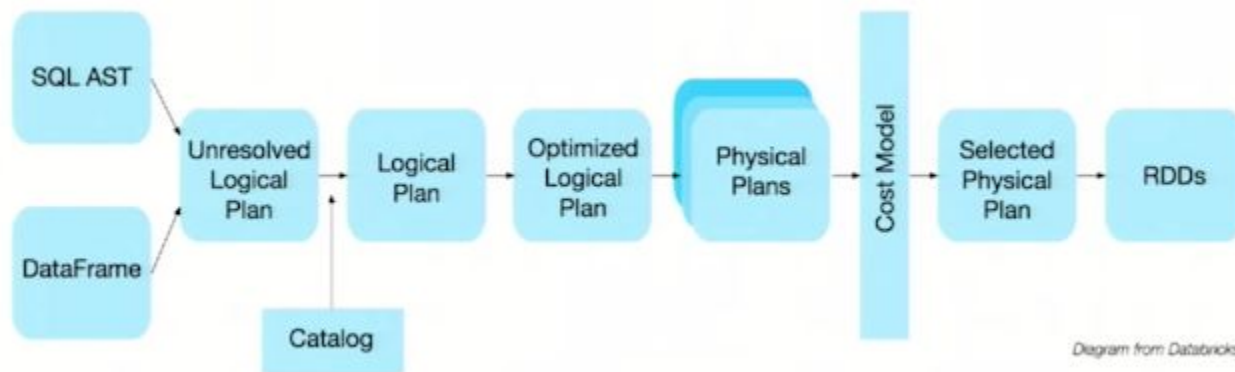 SQL AST
DataFrame
Unresolved
Logical
Plan
Catalog
Logical
Plan
Optimized
Logical
Plan
Physical
Plans
Cost Model
Selected
Physical
Plan
RDDs
Diagram from Databricks